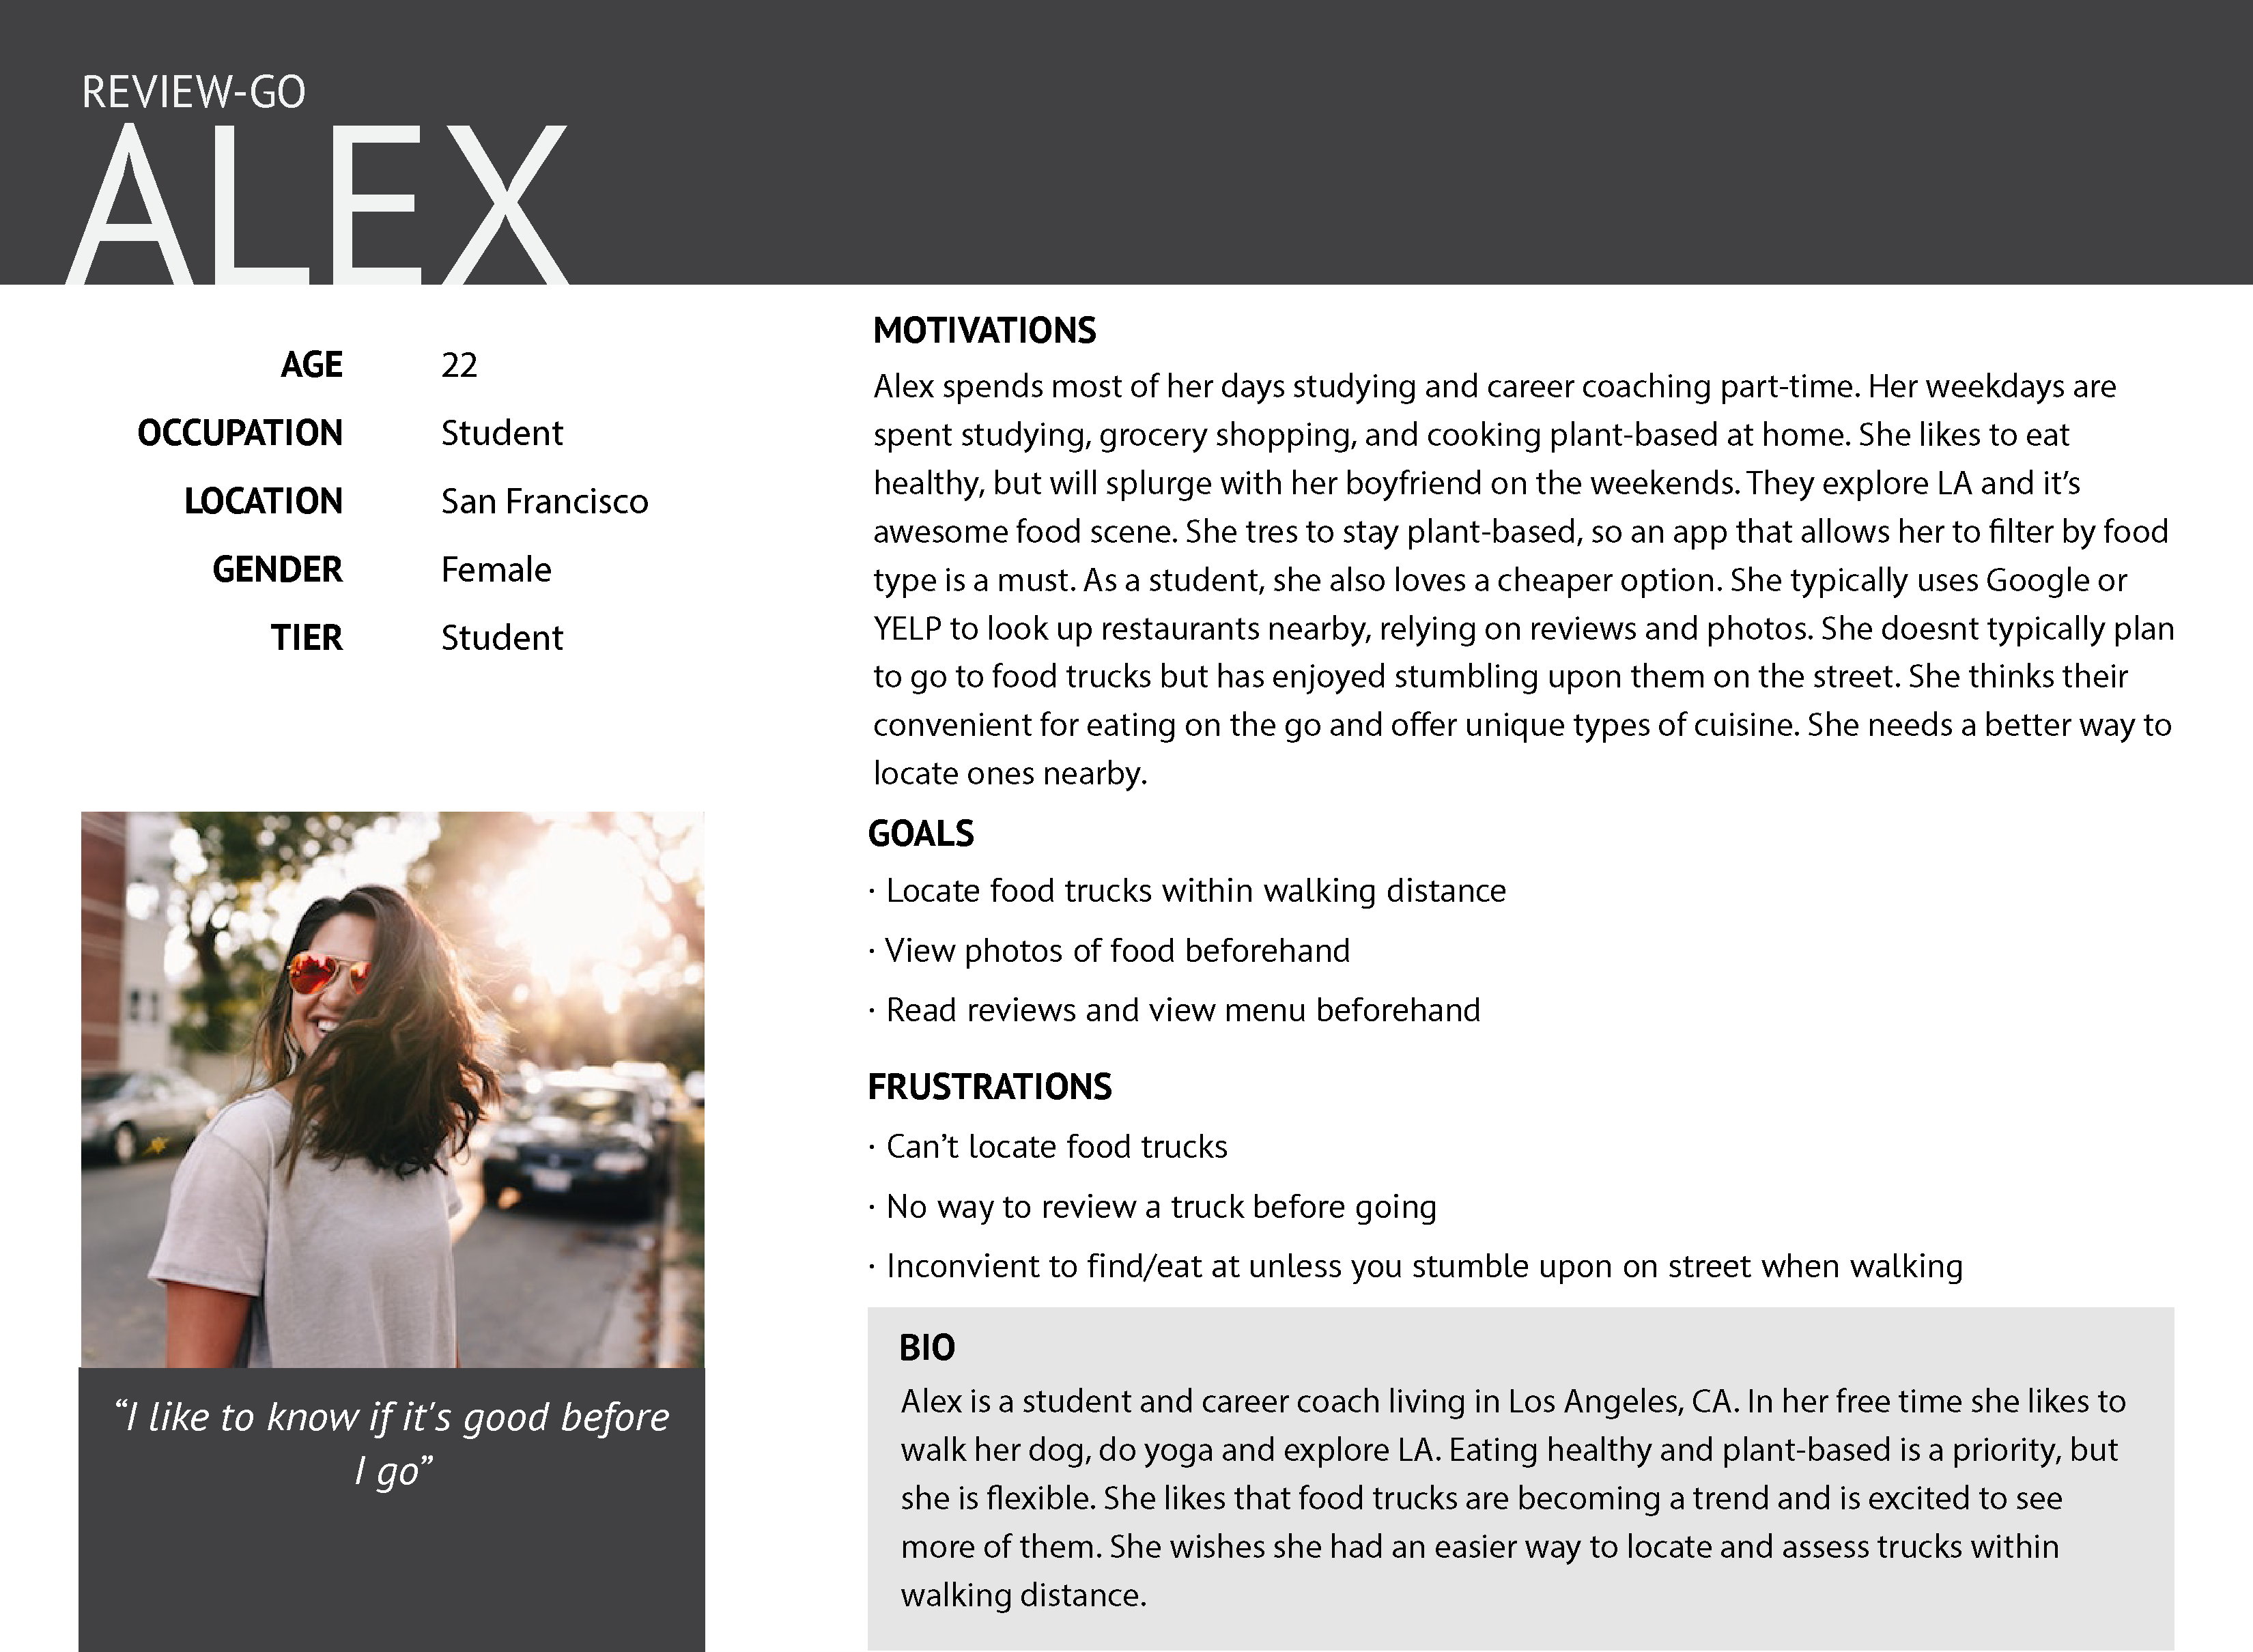 REVIEW-GO
ALEX
AGE 22
OCCUPATION Student
LOCATION San Francisco
GENDER Female
TIER Student
“I like to know if it's good before
I go”
MOTIVATIONS
Alex spends most of her days studying and career coaching part-time. Her weekdays are
spent studying, grocery shopping, and cooking plant-based at home. She likes to eat
healthy, but will splurge with her boyfriend on the weekends. They explore LA and it’s
awesome food scene. She tres to stay plant-based, so an app that allows her to filter by food
type is a must. As a student, she also loves a cheaper option. She typically uses Google or
YELP to look up restaurants nearby, relying on reviews and photos. She doesnt typically plan
to go to food trucks but has enjoyed stumbling upon them on the street. She thinks their
convenient for eating on the go and offer unique types of cuisine. She needs a better way to
locate ones nearby.
GOALS
· Locate food trucks within walking distance
· View photos of food beforehand
· Read reviews and view menu beforehand
FRUSTRATIONS
· Can’t locate food trucks
· No way to review a truck before going
· Inconvient to find/eat at unless you stumble upon on street when walking
BIO
Alex is a student and career coach living in Los Angeles, CA. In her free time she likes to
walk her dog, do yoga and explore LA. Eating healthy and plant-based is a priority, but
she is flexible. She likes that food trucks are becoming a trend and is excited to see
more of them. She wishes she had an easier way to locate and assess trucks within
walking distance.